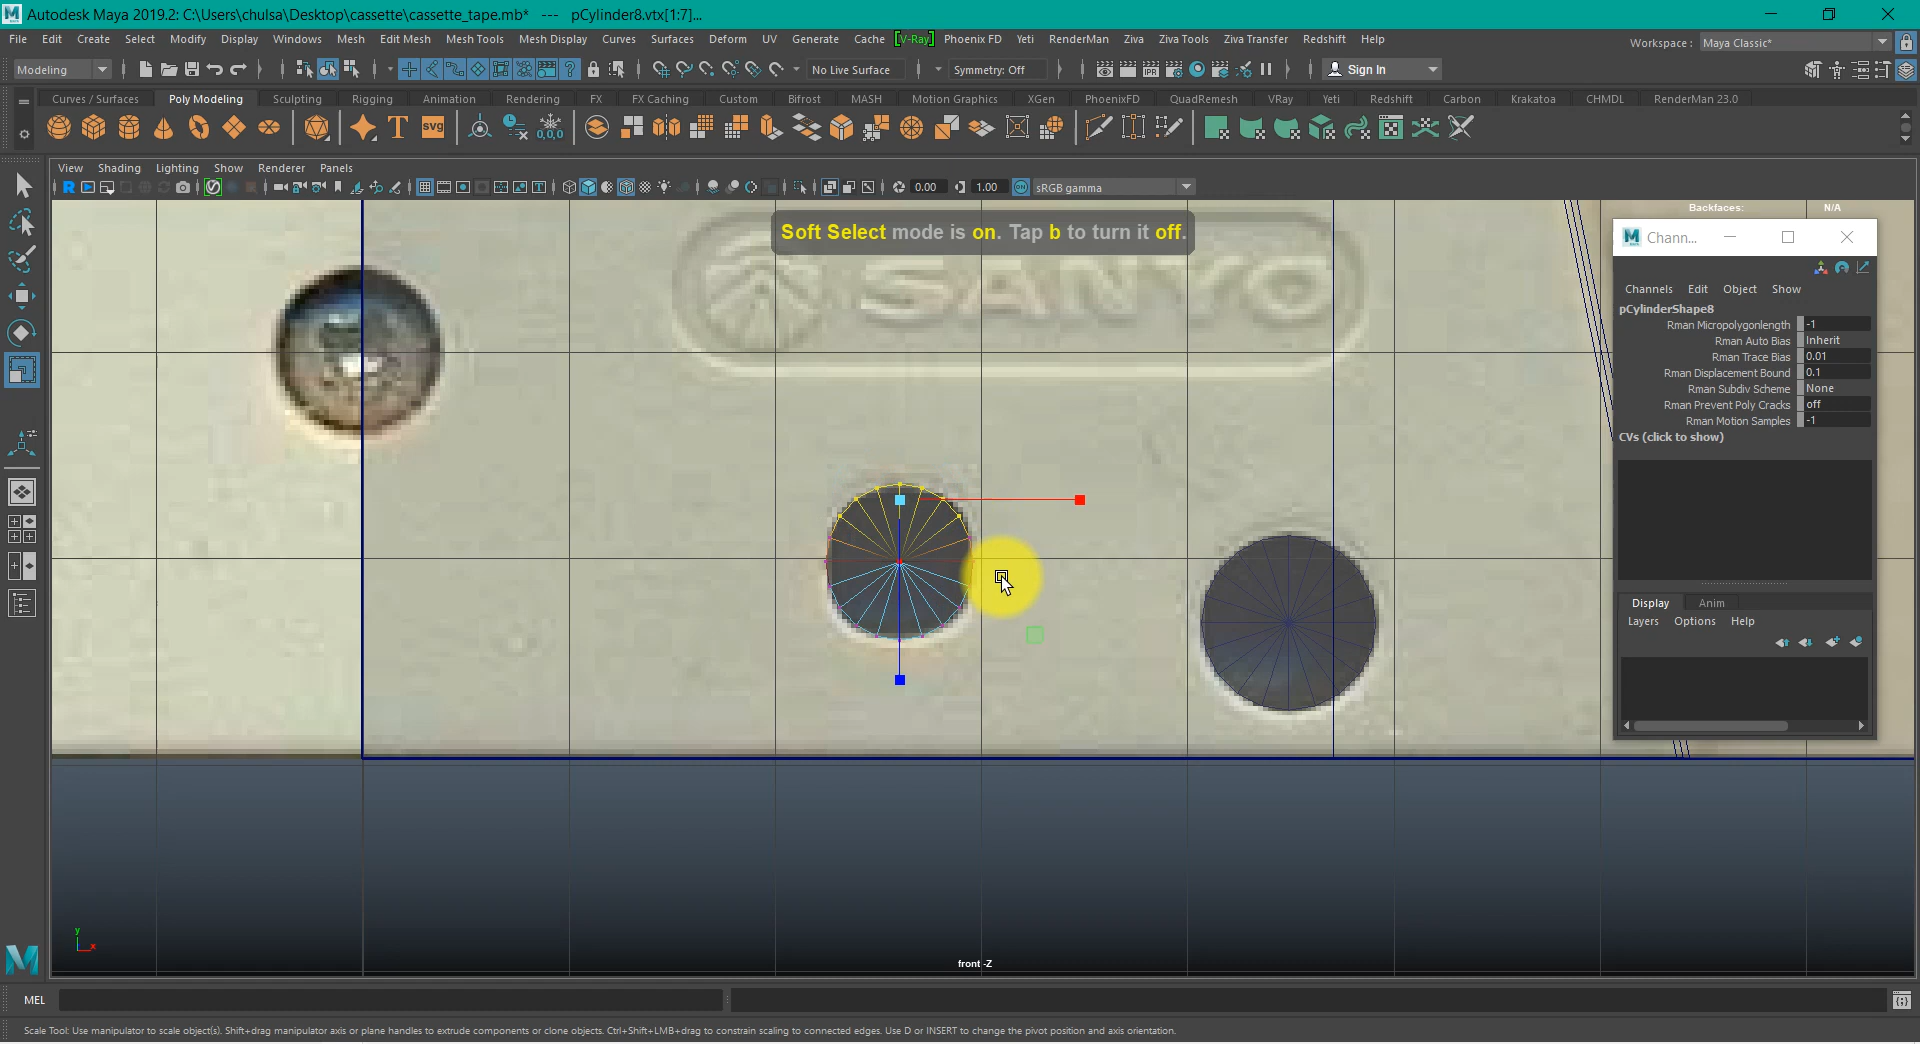 Autodesk Maya 2019.2: C:\Users\chulsa\Desktop\cassette\cassette_tape.mb* --- pCylinder8.vtx[1:7]...
File Edit Create Select Modify Display Windows Mesh Edit Mesh Mesh Tools Mesh Display Curves Surfaces Deform UV Generate Cache [V-Ray] Phoenix FD Yeti RenderMan Ziva Ziva Tools Ziva Transfer Redshift Help Workspace: Maya Classic*
Modeling No Live Surface Symmetry: Off Sign In
Curves / Surfaces Poly Modeling Sculpting Rigging Animation Rendering FX FX Caching Custom Bifrost MASH Motion Graphics XGen PhoenixFD QuadRemesh VRay Yeti Redshift Carbon Krakatoa CHMDL RenderMan 23.0
View Shading Lighting Show Renderer Panels
0.00 1.00 sRGB gamma
Backfaces: N/A
Soft Select mode is on. Tap b to turn it off.
SANYO
Chann...
Channels Edit Object Show
pCylinderShape8
Rman Micropolygonlength -1
Rman Auto Bias Inherit
Rman Trace Bias 0.01
Rman Displacement Bound 0.1
Rman Subdiv Scheme None
Rman Prevent Poly Cracks off
Rman Motion Samples -1
CVs (click to show)
Display Anim
Layers Options Help
y
x
front -Z
MEL
Scale Tool: Use manipulator to scale object(s). Shift+drag manipulator axis or plane handles to extrude components or clone objects. Ctrl+Shift+LMB+drag to constrain scaling to connected edges. Use D or INSERT to change the pivot position and axis orientation.